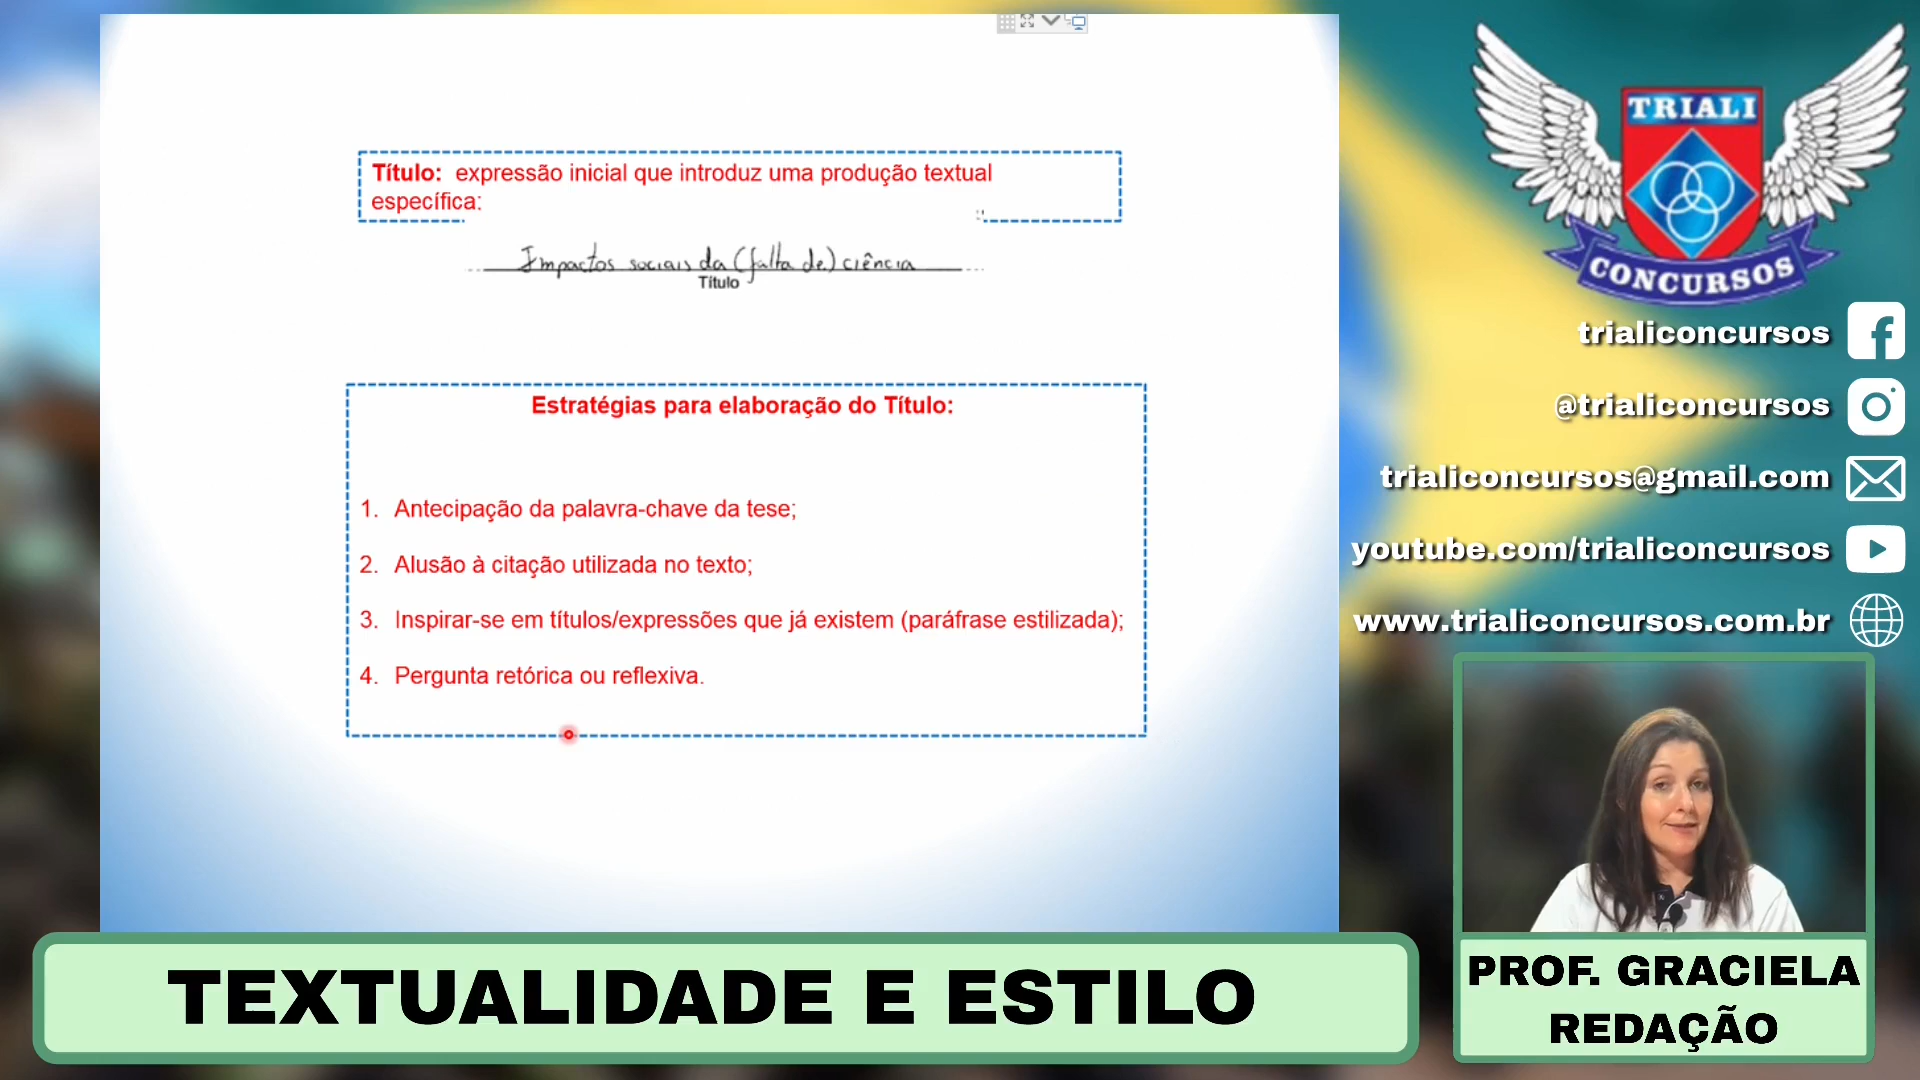 Título: expressão inicial que introduz uma produção textual
específica:
Impactos sociais da (falta de) ciência
Título
Estratégias para elaboração do Título:
1. Antecipação da palavra-chave da tese;
2. Alusão à citação utilizada no texto;
3. Inspirar-se em títulos/expressões que já existem (paráfrase estilizada);
4. Pergunta retórica ou reflexiva.
TEXTUALIDADE E ESTILO
TRIALI
CONCURSOS
trialiconcursos
@trialiconcursos
trialiconcursos@gmail.com
youtube.com/trialiconcursos
www.trialiconcursos.com.br
PROF. GRACIELA
REDAÇÃO